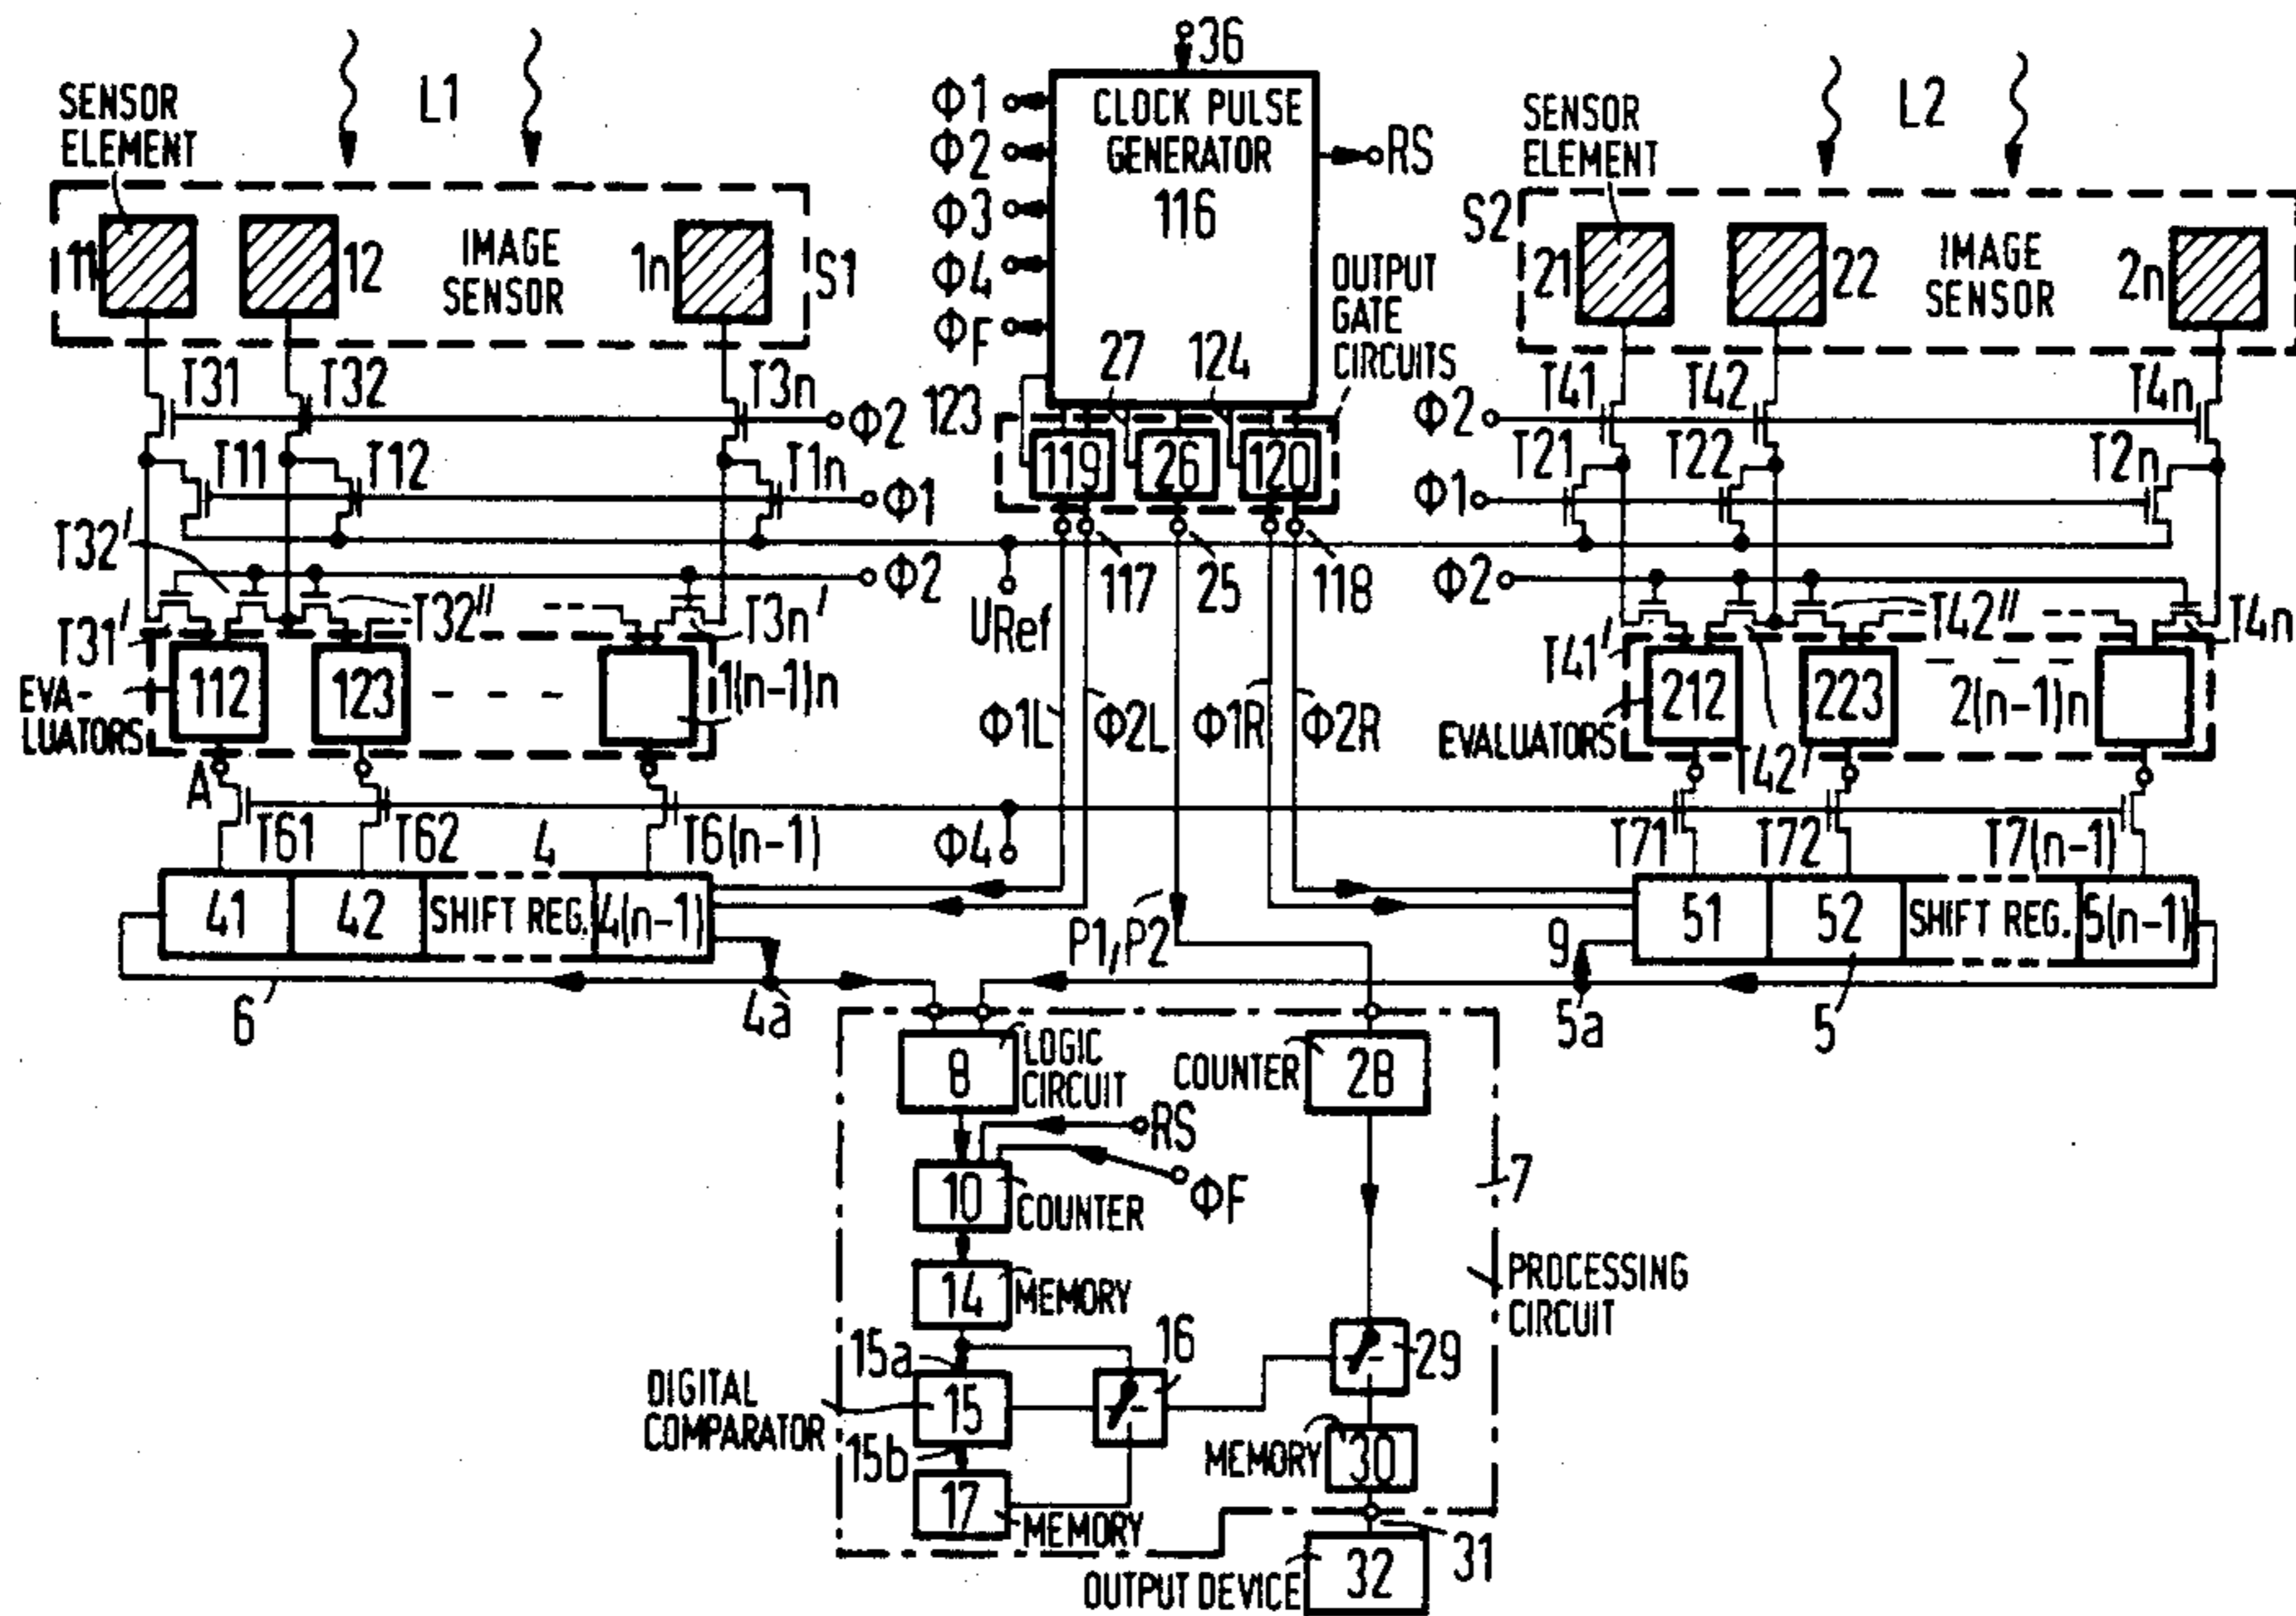 36
SENSOR
ELEMENT
L1
Φ1
Φ2
Φ3
Φ4
ΦF
CLOCK PULSE
GENERATOR
116
RS
SENSOR
ELEMENT
L2
11
12
IMAGE
SENSOR
1n
S1
S2
21
22
IMAGE
SENSOR
2n
OUTPUT
GATE
CIRCUITS
27
124
123
119
26
120
T31
T32
T3n
Φ2
T11
T12
T1n
Φ1
Φ2
T41
T42
T4n
Φ1
T21
T22
T2n
T32'
Φ2
URef
117
25
118
Φ2
T31'
T32''
T3n'
T41'
T42''
T4n
EVA-
LUATORS
112
123
1(n-1)n
Φ1L
Φ2L
Φ1R
Φ2R
EVALUATORS
212
223
2(n-1)n
T42'
A
T61
T62
4
T6(n-1)
Φ4
T71
T72
T7(n-1)
41
42
SHIFT REG.
4(n-1)
P1,P2
9
51
52
SHIFT REG.
5(n-1)
6
4a
5a
5
8
LOGIC
CIRCUIT
COUNTER
28
RS
10
COUNTER
ΦF
7
14
MEMORY
PROCESSING
CIRCUIT
15a
16
29
DIGITAL
COMPARATOR
15
15b
MEMORY
30
17
MEMORY
31
OUTPUT DEVICE
32